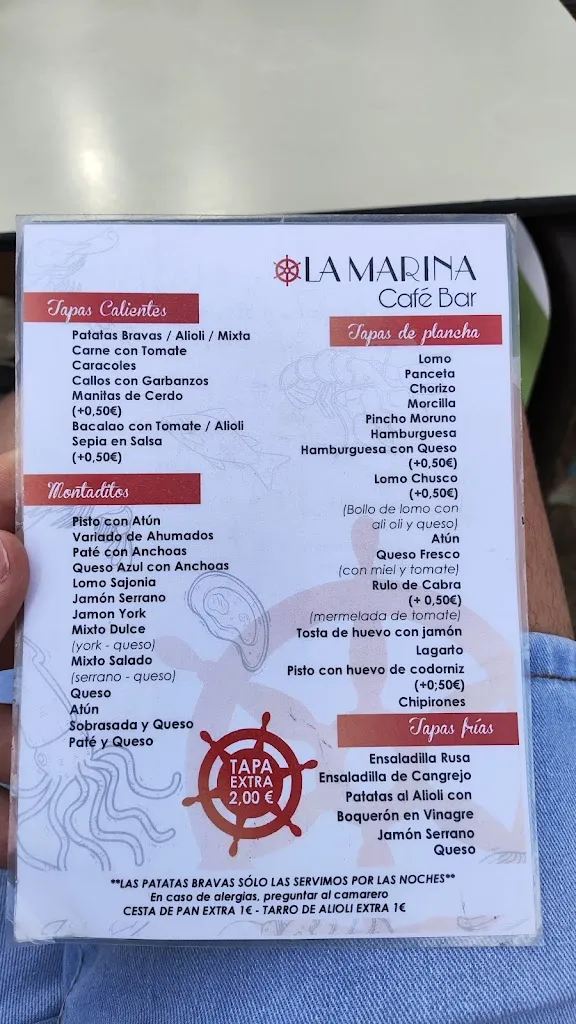 LA MARINA
Café Bar
Tapas Calientes
Patatas Bravas / Alioli / Mixta
Carne con Tomate
Caracoles
Callos con Garbanzos
Manitas de Cerdo
(+0,50€)
Bacalao con Tomate / Alioli
Sepia en Salsa
(+0,50€)
Montaditos
Pisto con Atún
Variado de Ahumados
Paté con Anchoas
Queso Azul con Anchoas
Lomo Sajonia
Jamón Serrano
Jamon York
Mixto Dulce
(york - queso)
Mixto Salado
(serrano - queso)
Queso
Atún
Sobrasada y Queso
Paté y Queso
Tapas de plancha
Lomo
Panceta
Chorizo
Morcilla
Pincho Moruno
Hamburguesa
Hamburguesa con Queso
(+0,50€)
Lomo Chusco
(+0,50€)
(Bollo de lomo con
ali oli y queso)
Atún
Queso Fresco
(con miel y tomate)
Rulo de Cabra
(+ 0,50€)
(mermelada de tomate)
Tosta de huevo con jamón
Lagarto
Pisto con huevo de codorniz
(+0;50€)
Chipirones
Tapas frías
Ensaladilla Rusa
Ensaladilla de Cangrejo
Patatas al Alioli con
Boquerón en Vinagre
Jamón Serrano
Queso
TAPA
EXTRA
2,00 €
**LAS PATATAS BRAVAS SÓLO LAS SERVIMOS POR LAS NOCHES**
En caso de alergias, preguntar al camarero
CESTA DE PAN EXTRA 1€ - TARRO DE ALIOLI EXTRA 1€